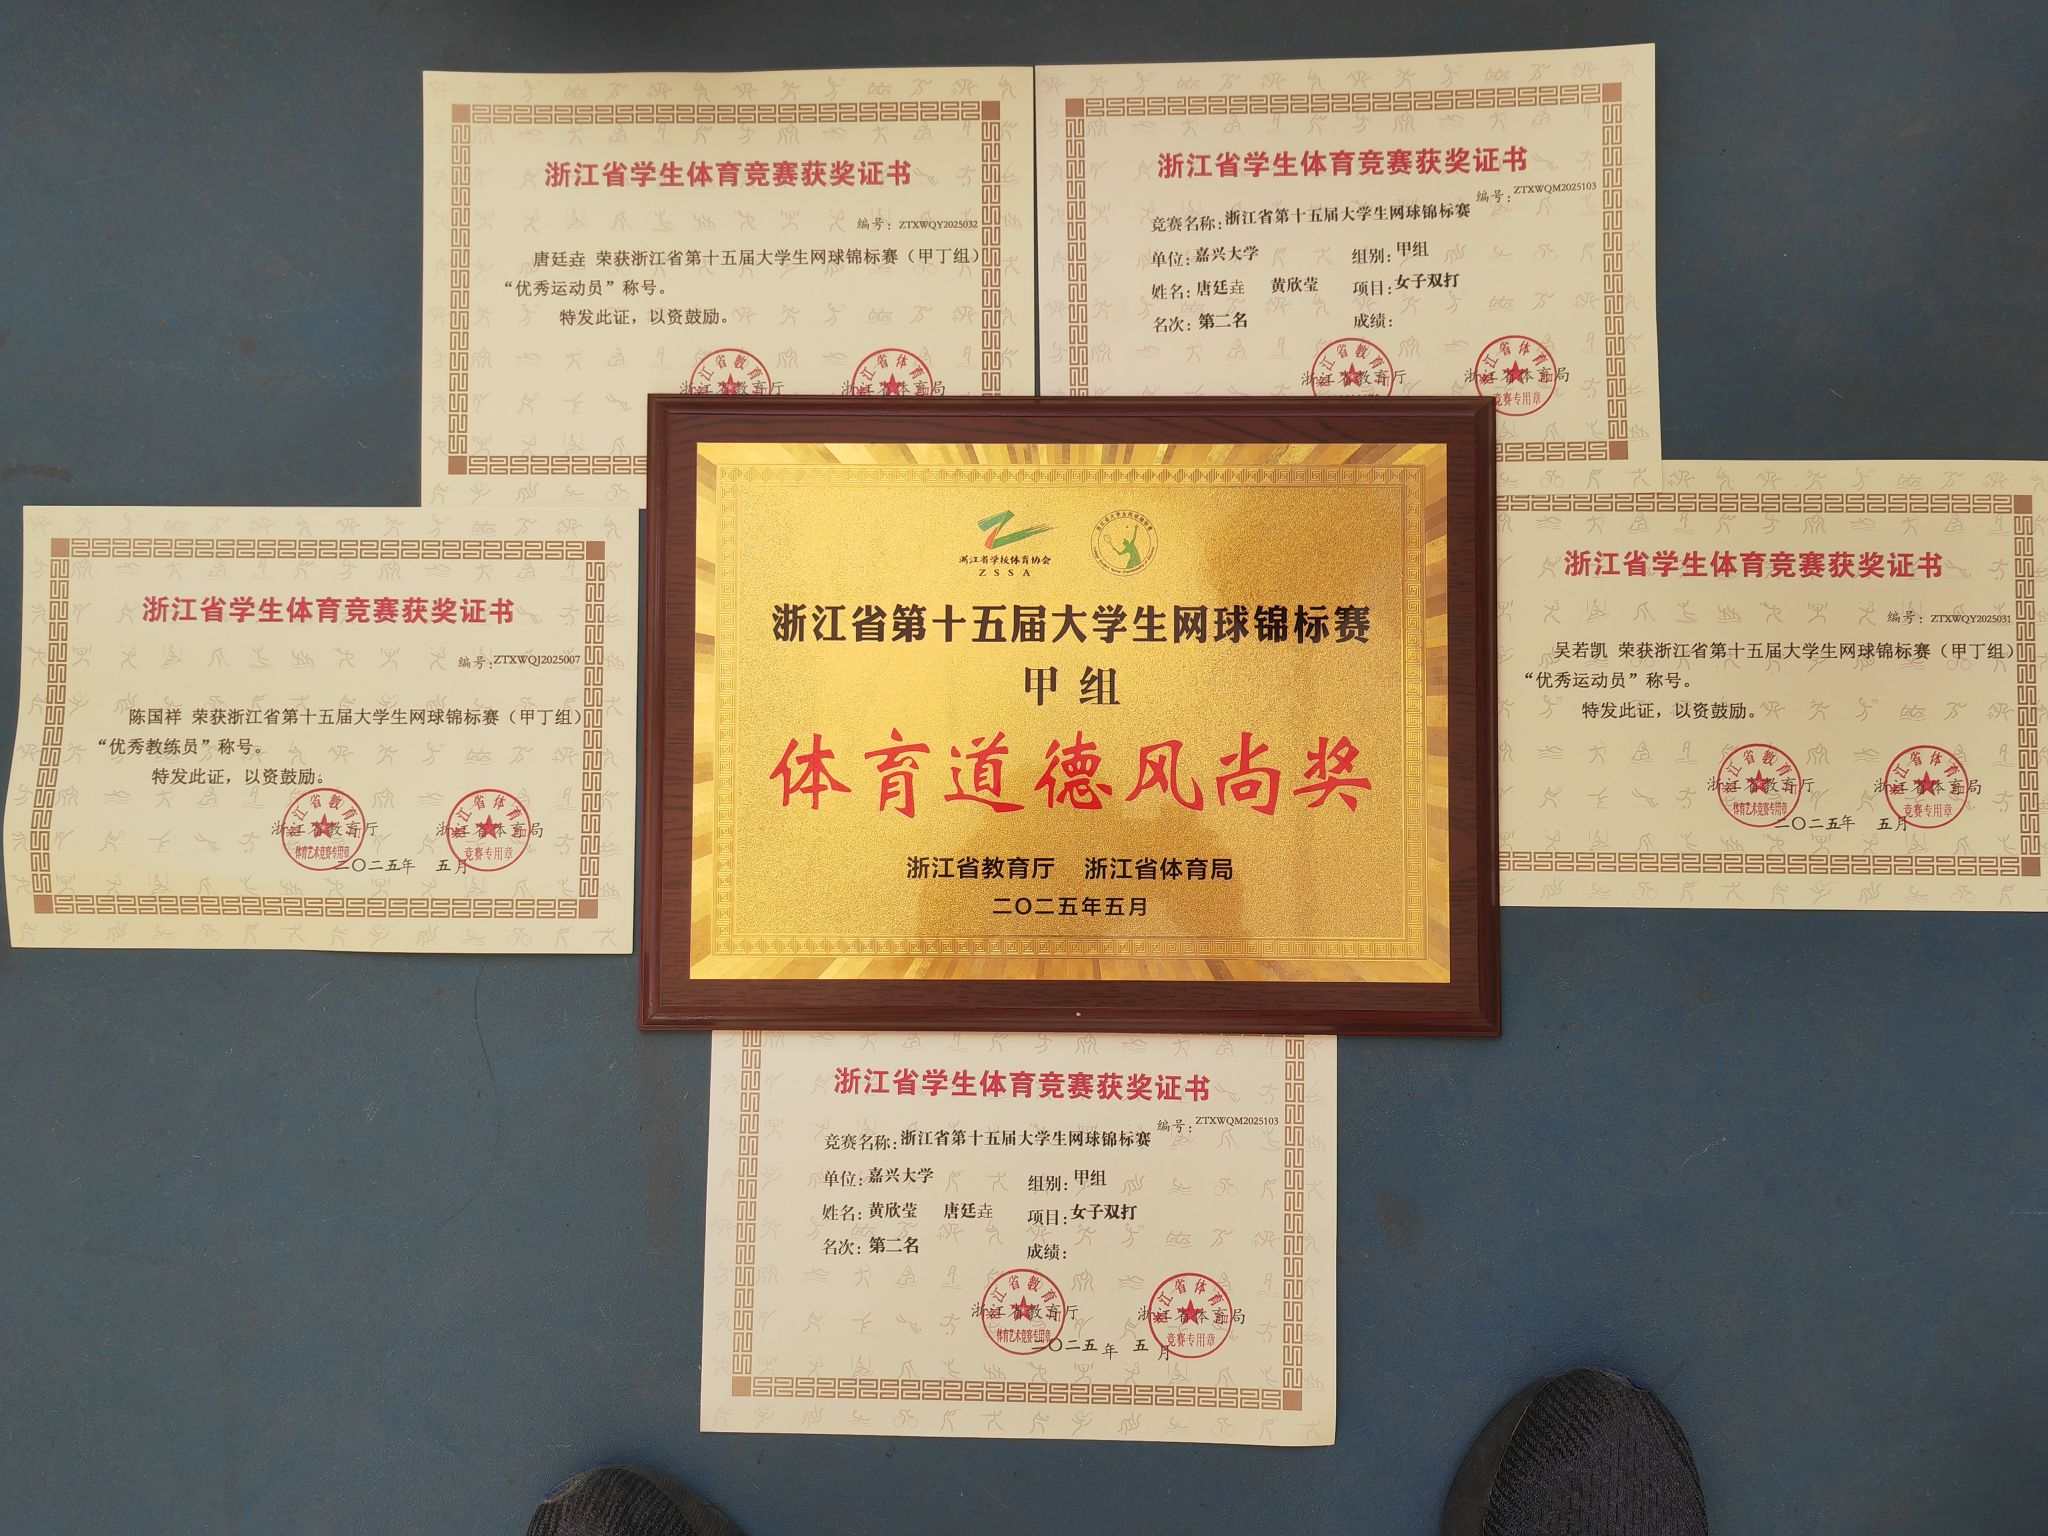 浙江省学生体育竞赛获奖证书
编号：ZTXWQY2025032
唐廷垚 荣获浙江省第十五届大学生网球锦标赛（甲丁组）
“优秀运动员”称号。
特发此证，以资鼓励。
浙江省教育厅 浙江省体育局
浙江省学生体育竞赛获奖证书
编号：ZTXWQM2025103
竞赛名称：浙江省第十五届大学生网球锦标赛
单位：嘉兴大学 组别：甲组
姓名：唐廷垚 黄欣莹 项目：女子双打
名次：第二名 成绩：
浙江省教育厅 浙江省体育局
竞赛专用章
浙江省学生体育竞赛获奖证书
编号：ZTXWQJ2025007
陈国祥 荣获浙江省第十五届大学生网球锦标赛（甲丁组）
“优秀教练员”称号。
特发此证，以资鼓励。
浙江省教育厅 浙江省体育局
体育艺术竞赛专用章 竞赛专用章
二〇二五年 五月
浙江省学校体育协会
ZSSA
浙江省第十五届大学生网球锦标赛
甲组
体育道德风尚奖
浙江省教育厅 浙江省体育局
二〇二五年五月
浙江省学生体育竞赛获奖证书
编号：ZTXWQY2025031
吴若凯 荣获浙江省第十五届大学生网球锦标赛（甲丁组）
“优秀运动员”称号。
特发此证，以资鼓励。
浙江省教育厅 浙江省体育局
体育艺术竞赛专用章 竞赛专用章
二〇二五年 五月
浙江省学生体育竞赛获奖证书
编号：ZTXWQM2025103
竞赛名称：浙江省第十五届大学生网球锦标赛
单位：嘉兴大学 组别：甲组
姓名：黄欣莹 唐廷垚 项目：女子双打
名次：第二名 成绩：
浙江省教育厅 浙江省体育局
体育艺术竞赛专用章 竞赛专用章
二〇二五年 五月